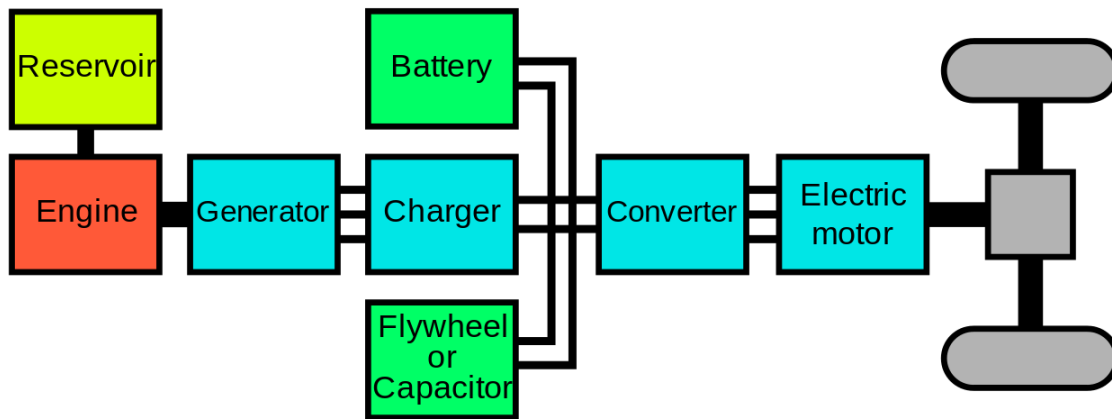 Reservoir
Battery
Engine
Generator
Charger
Converter
Electric
motor
Flywheel
or
Capacitor